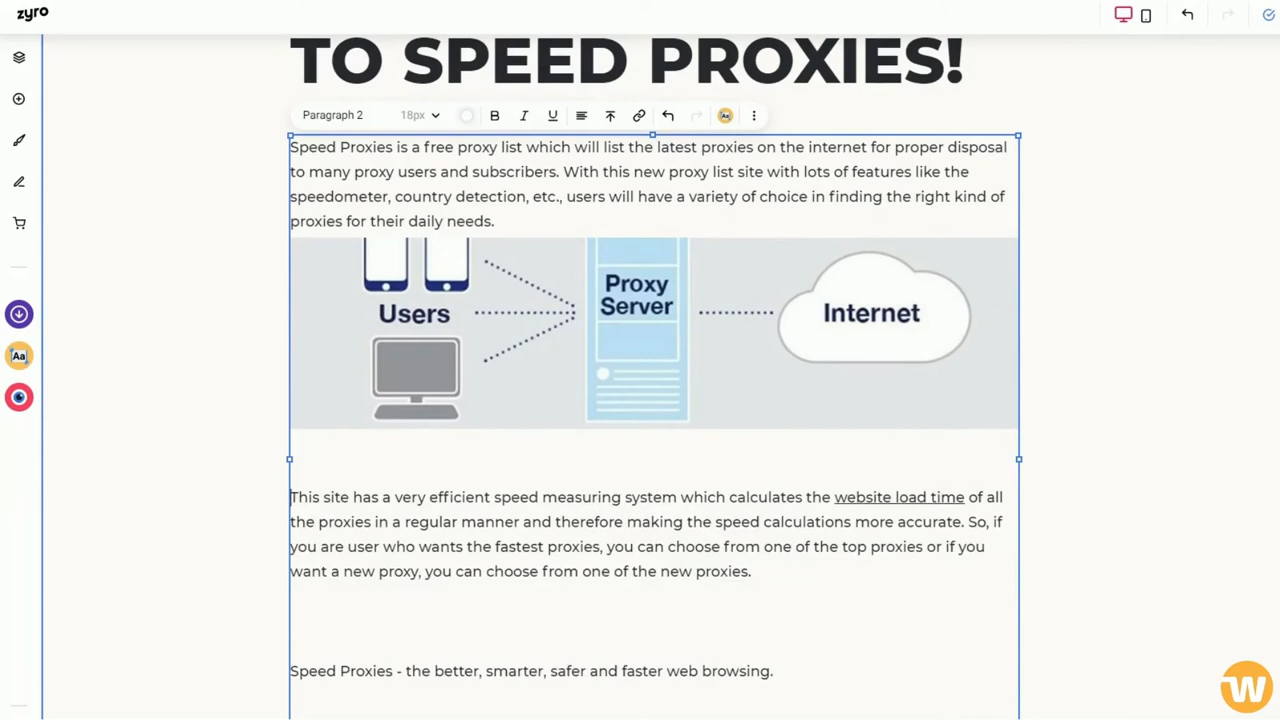 zyro
TO SPEED PROXIES!
Paragraph 2 18px B I U Aa
Speed Proxies is a free proxy list which will list the latest proxies on the internet for proper disposal
to many proxy users and subscribers. With this new proxy list site with lots of features like the
speedometer, country detection, etc., users will have a variety of choice in finding the right kind of
proxies for their daily needs.
Users
Proxy
Server
Internet
Aa
This site has a very efficient speed measuring system which calculates the website load time of all
the proxies in a regular manner and therefore making the speed calculations more accurate. So, if
you are user who wants the fastest proxies, you can choose from one of the top proxies or if you
want a new proxy, you can choose from one of the new proxies.
Speed Proxies - the better, smarter, safer and faster web browsing.
W